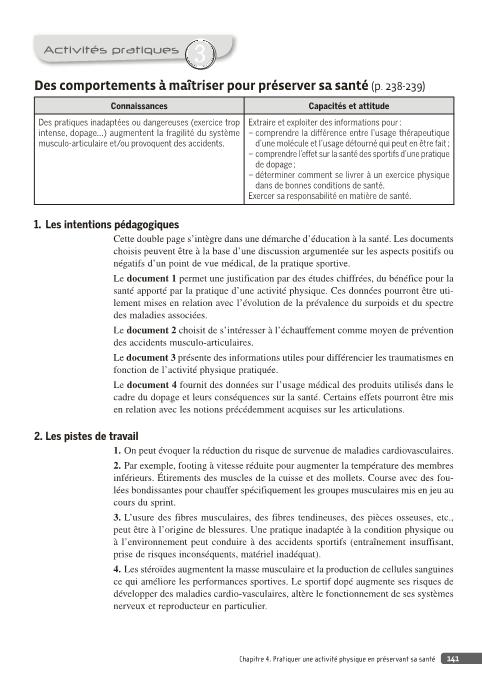 Activités pratiques 3
Des comportements à maîtriser pour préserver sa santé (p. 238-239)
Connaissances
Capacités et attitude
Des pratiques inadaptées ou dangereuses (exercice trop
intense, dopage...) augmentent la fragilité du système
musculo-articulaire et/ou provoquent des accidents.
Extraire et exploiter des informations pour :
– comprendre la différence entre l'usage thérapeutique
d'une molécule et l'usage détourné qui peut en être fait ;
– comprendre l'effet sur la santé des sportifs d'une pratique
de dopage ;
– déterminer comment se livrer à un exercice physique
dans de bonnes conditions de santé.
Exercer sa responsabilité en matière de santé.
1. Les intentions pédagogiques
Cette double page s'intègre dans une démarche d'éducation à la santé. Les documents
choisis peuvent être à la base d'une discussion argumentée sur les aspects positifs ou
négatifs d'un point de vue médical, de la pratique sportive.
Le document 1 permet une justification par des études chiffrées, du bénéfice pour la
santé apporté par la pratique d'une activité physique. Ces données pourront être uti-
lement mises en relation avec l'évolution de la prévalence du surpoids et du spectre
des maladies associées.
Le document 2 choisit de s'intéresser à l'échauffement comme moyen de prévention
des accidents musculo-articulaires.
Le document 3 présente des informations utiles pour différencier les traumatismes en
fonction de l'activité physique pratiquée.
Le document 4 fournit des données sur l'usage médical des produits utilisés dans le
cadre du dopage et leurs conséquences sur la santé. Certains effets pourront être mis
en relation avec les notions précédemment acquises sur les articulations.
2. Les pistes de travail
1. On peut évoquer la réduction du risque de survenue de maladies cardiovasculaires.
2. Par exemple, footing à vitesse réduite pour augmenter la température des membres
inférieurs. Étirements des muscles de la cuisse et des mollets. Course avec des fou-
lées bondissantes pour chauffer spécifiquement les groupes musculaires mis en jeu au
cours du sprint.
3. L'usure des fibres musculaires, des fibres tendineuses, des pièces osseuses, etc.,
peut être à l'origine de blessures. Une pratique inadaptée à la condition physique ou
à l'environnement peut conduire à des accidents sportifs (entraînement insuffisant,
prise de risques inconséquents, matériel inadéquat).
4. Les stéroïdes augmentent la masse musculaire et la production de cellules sanguines
ce qui améliore les performances sportives. Le sportif dopé augmente ses risques de
développer des maladies cardio-vasculaires, altère le fonctionnement de ses systèmes
nerveux et reproducteur en particulier.
Chapitre 4. Pratiquer une activité physique en préservant sa santé 141